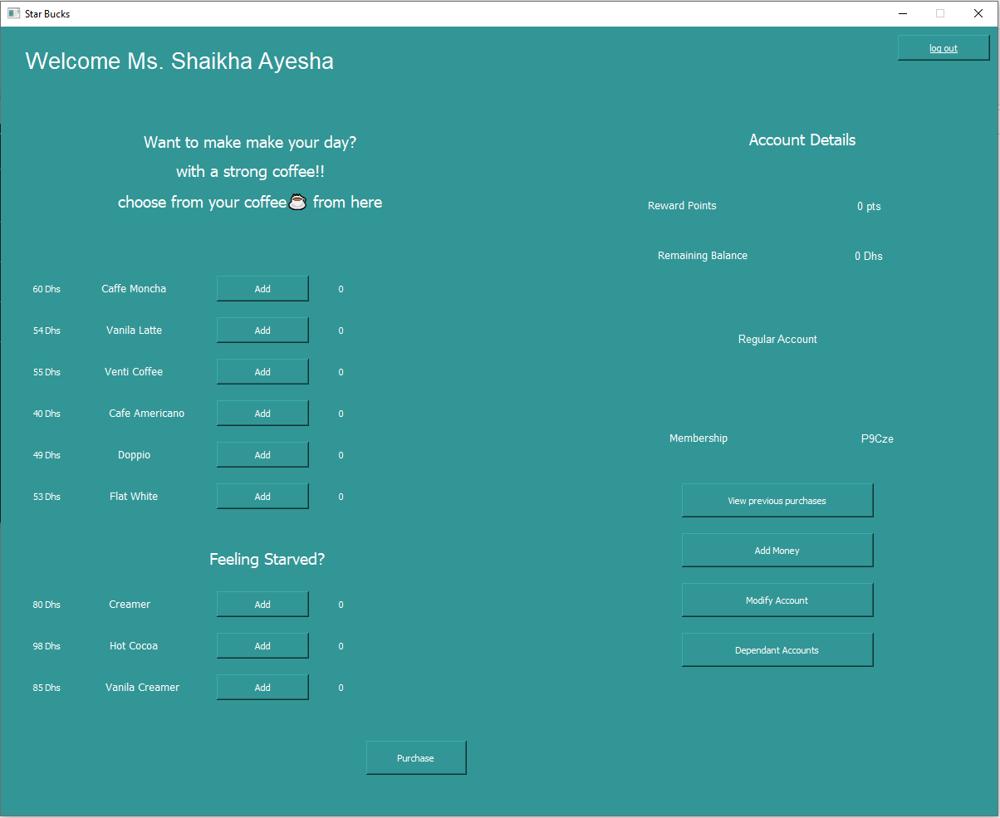 Star Bucks
log out
Welcome Ms. Shaikha Ayesha
Want to make make your day?
with a strong coffee!!
choose from your coffee☕ from here
60 Dhs Caffe Moncha Add 0
54 Dhs Vanila Latte Add 0
55 Dhs Venti Coffee Add 0
40 Dhs Cafe Americano Add 0
49 Dhs Doppio Add 0
53 Dhs Flat White Add 0
Feeling Starved?
80 Dhs Creamer Add 0
98 Dhs Hot Cocoa Add 0
85 Dhs Vanila Creamer Add 0
Purchase
Account Details
Reward Points 0 pts
Remaining Balance 0 Dhs
Regular Account
Membership P9Cze
View previous purchases
Add Money
Modify Account
Dependant Accounts